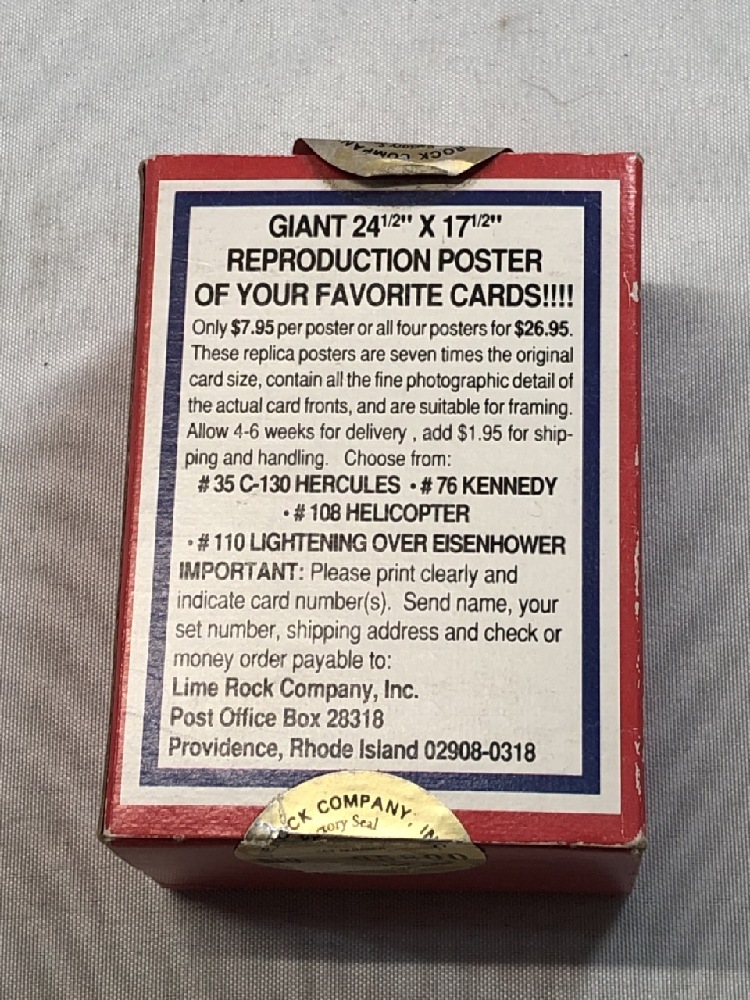 ROCK COMPAN
GIANT 24 1/2" X 17 1/2"
REPRODUCTION POSTER
OF YOUR FAVORITE CARDS!!!!
Only $7.95 per poster or all four posters for $26.95.
These replica posters are seven times the original
card size, contain all the fine photographic detail of
the actual card fronts, and are suitable for framing.
Allow 4-6 weeks for delivery , add $1.95 for ship-
ping and handling. Choose from:
# 35 C-130 HERCULES · # 76 KENNEDY
· # 108 HELICOPTER
· # 110 LIGHTENING OVER EISENHOWER
IMPORTANT: Please print clearly and
indicate card number(s). Send name, your
set number, shipping address and check or
money order payable to:
Lime Rock Company, Inc.
Post Office Box 28318
Providence, Rhode Island 02908-0318
CK COMPANY, IN
tory Seal